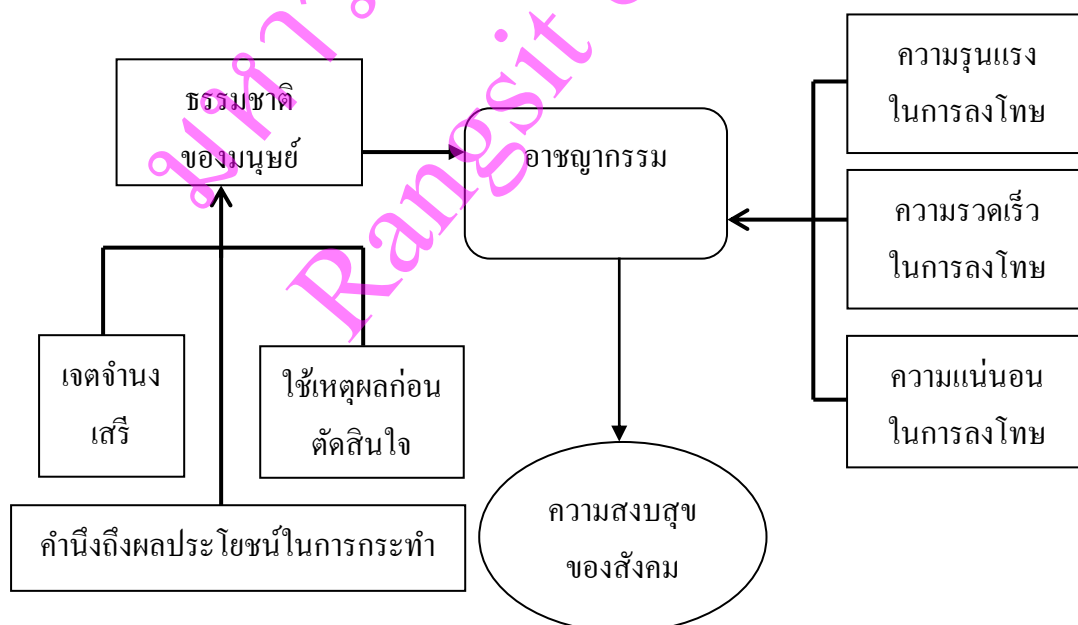 ธรรมชาติ
ของมนุษย์
อาชญากรรม
ความรุนแรง
ในการลงโทษ
ความรวดเร็ว
ในการลงโทษ
ความแน่นอน
ในการลงโทษ
เจตจำนง
เสรี
ใช้เหตุผลก่อน
ตัดสินใจ
คำนึงถึงผลประโยชน์ในการกระทำ
ความสงบสุข
ของสังคม
Rangsit